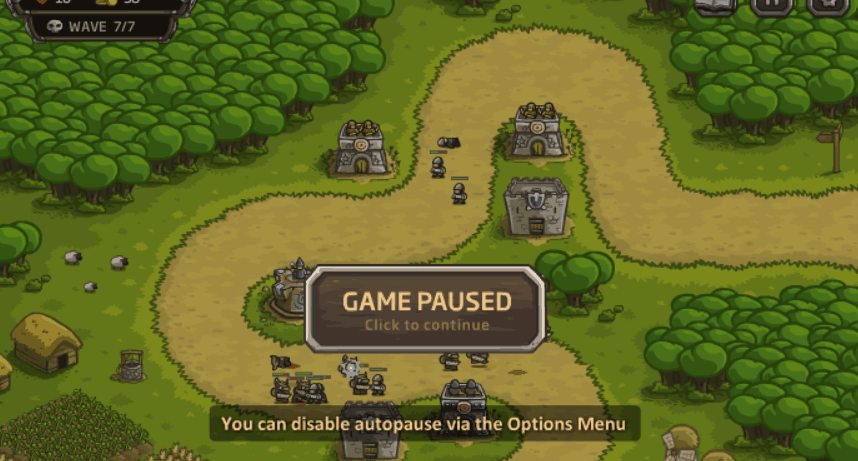 WAVE 7/7
GAME PAUSED
Click to continue
You can disable autopause via the Options Menu